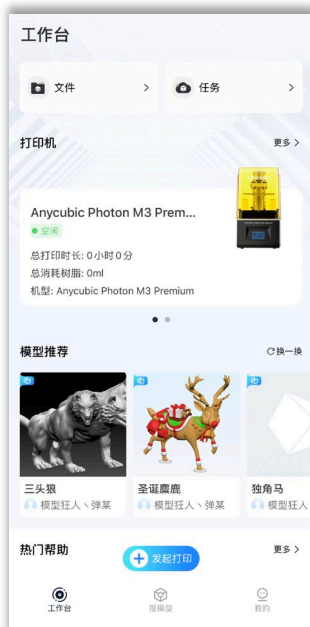 工作台
文件 >
任务 >
打印机
更多 >
Anycubic Photon M3 Prem...
空闲
总打印时长: 0小时0分
总消耗树脂: 0ml
机型: Anycubic Photon M3 Premium
模型推荐
换一换
三头狼
模型狂人丶弹某
圣诞麋鹿
模型狂人丶弹某
独角马
模型狂人
热门帮助
更多 >
发起打印
工作台
搜模型
我的